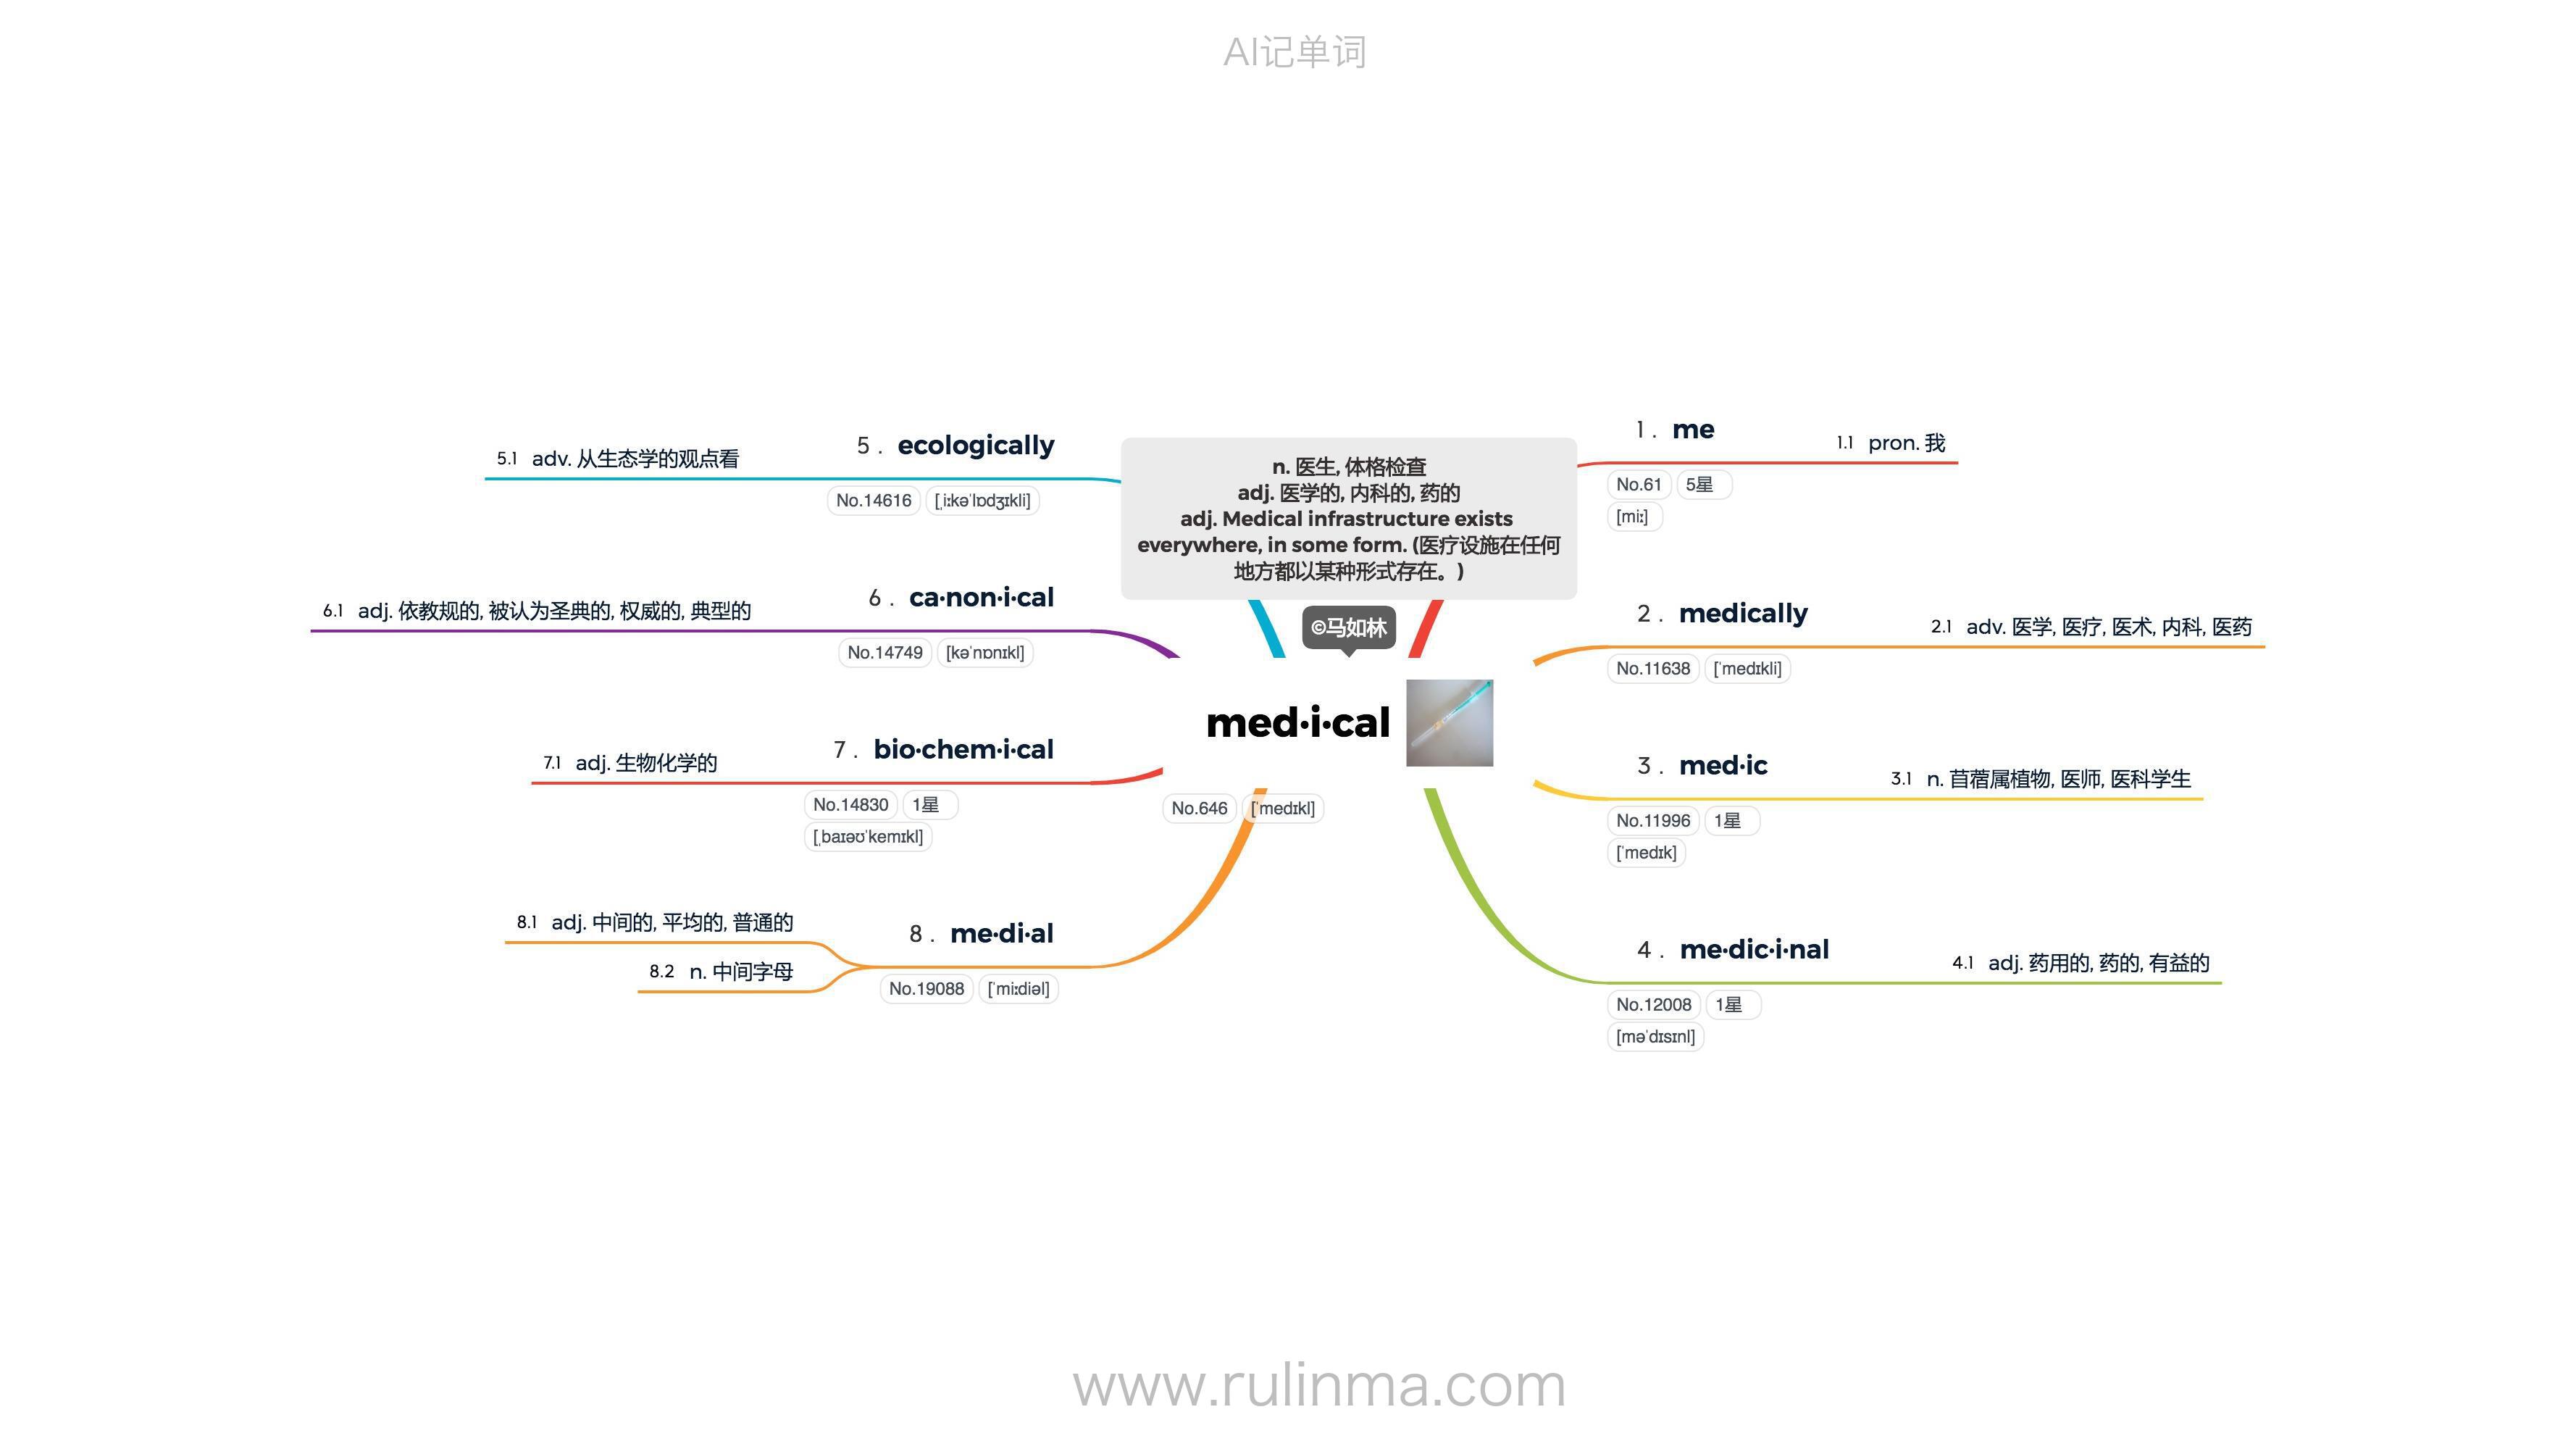 AI记单词
n. 医生, 体格检查
adj. 医学的, 内科的, 药的
adj. Medical infrastructure exists
everywhere, in some form. (医疗设施在任何
地方都以某种形式存在。)
©马如林
med·i·cal
No.646 [ˈmedɪkl]
1 . me
1.1 pron. 我
No.61 5星
[miː]
2 . medically
2.1 adv. 医学, 医疗, 医术, 内科, 医药
No.11638 [ˈmedɪkli]
3 . med·ic
3.1 n. 苜蓿属植物, 医师, 医科学生
No.11996 1星
[ˈmedɪk]
4 . me·dic·i·nal
4.1 adj. 药用的, 药的, 有益的
No.12008 1星
[məˈdɪsɪnl]
5 . ecologically
5.1 adv. 从生态学的观点看
No.14616 [ˌiːkəˈlɒdʒɪkli]
6 . ca·non·i·cal
6.1 adj. 依教规的, 被认为圣典的, 权威的, 典型的
No.14749 [kəˈnɒnɪkl]
7 . bio·chem·i·cal
7.1 adj. 生物化学的
No.14830 1星
[ˌbaɪəʊˈkemɪkl]
8 . me·di·al
8.1 adj. 中间的, 平均的, 普通的
8.2 n. 中间字母
No.19088 [ˈmiːdiəl]
www.rulinma.com